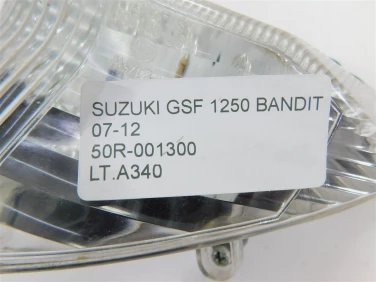 SUZUKI GSF 1250 BANDIT
07-12
50R-001300
LT.A340